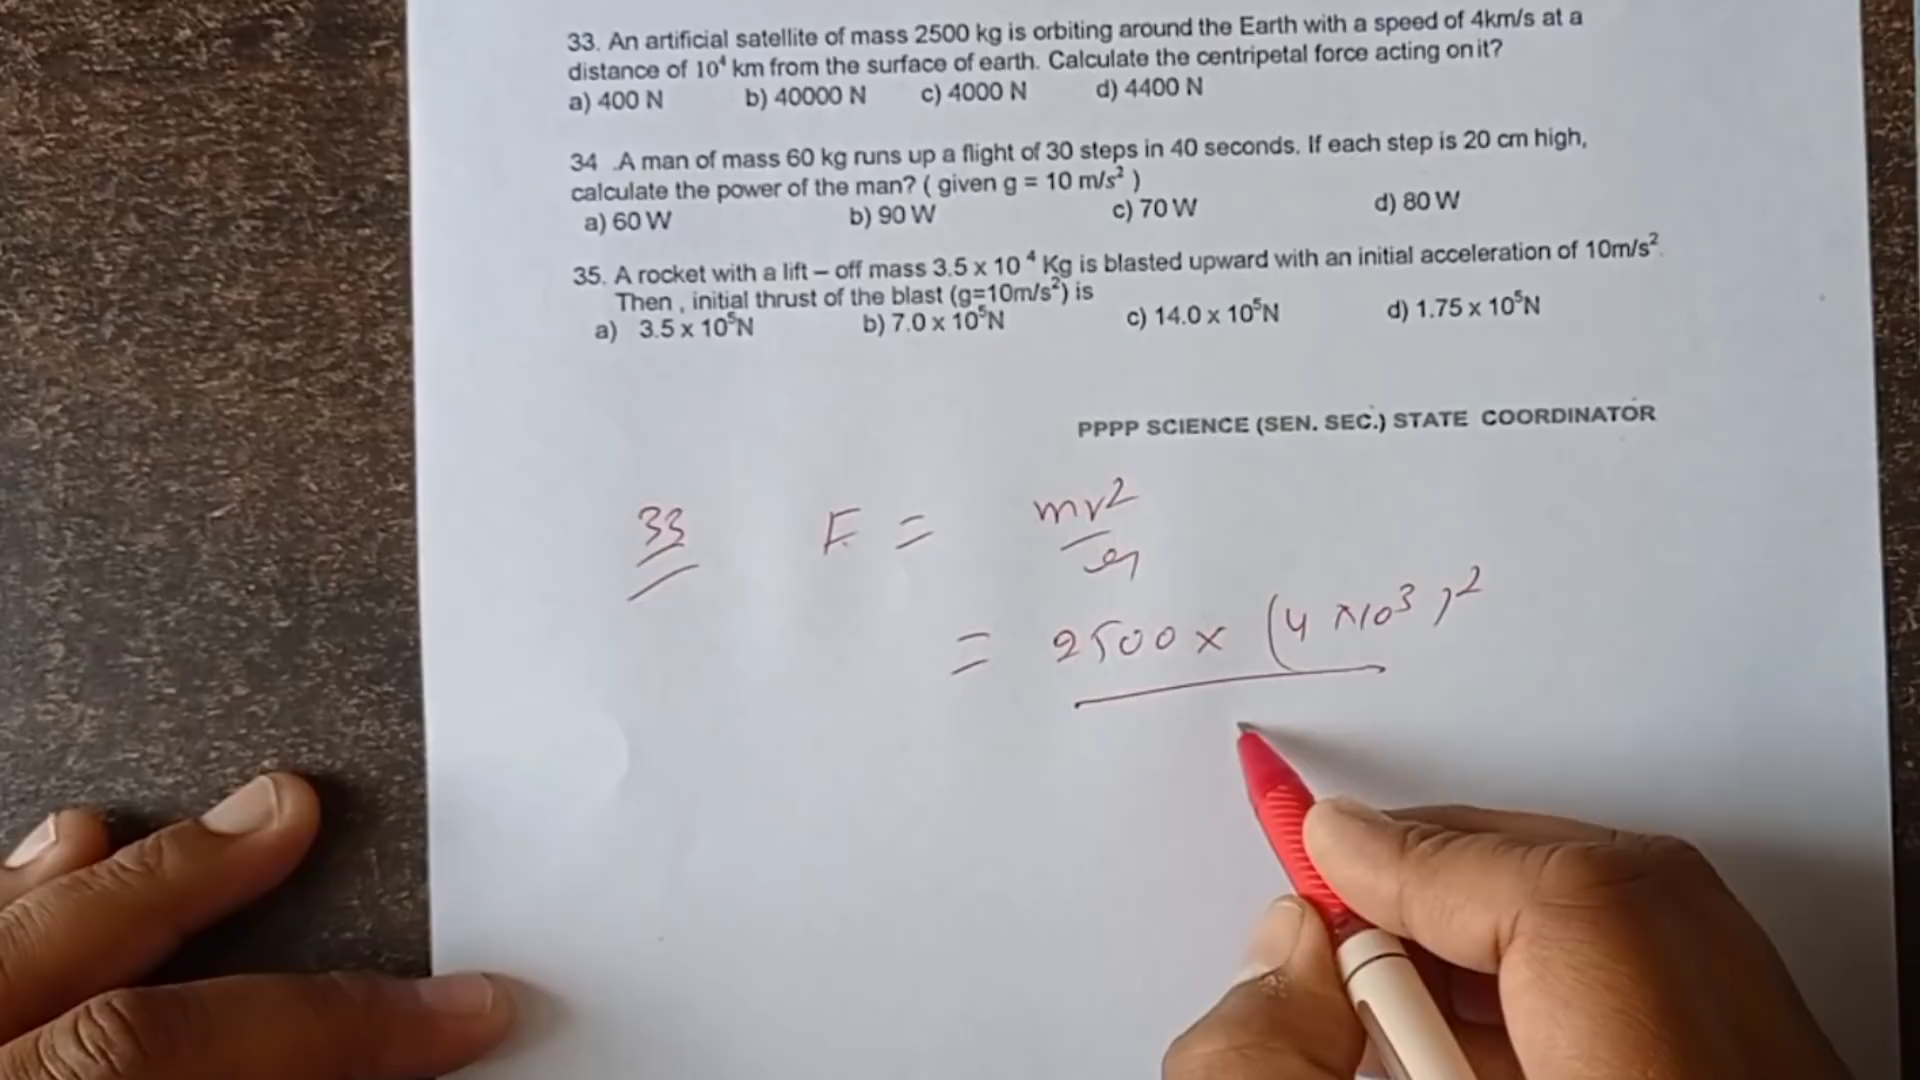 33. An artificial satellite of mass 2500 kg is orbiting around the Earth with a speed of 4km/s at a
distance of 10⁴ km from the surface of earth. Calculate the centripetal force acting on it?
a) 400 N b) 40000 N c) 4000 N d) 4400 N
34 .A man of mass 60 kg runs up a flight of 30 steps in 40 seconds. If each step is 20 cm high,
calculate the power of the man? ( given g = 10 m/s² )
a) 60 W b) 90 W c) 70 W d) 80 W
35. A rocket with a lift – off mass 3.5 x 10 ⁴ Kg is blasted upward with an initial acceleration of 10m/s².
Then , initial thrust of the blast (g=10m/s²) is
a) 3.5 x 10⁵N b) 7.0 x 10⁵N c) 14.0 x 10⁵N d) 1.75 x 10⁵N
PPPP SCIENCE (SEN. SEC.) STATE COORDINATOR
33 F = mv²
r
= 2500 x (4 x10³ )²